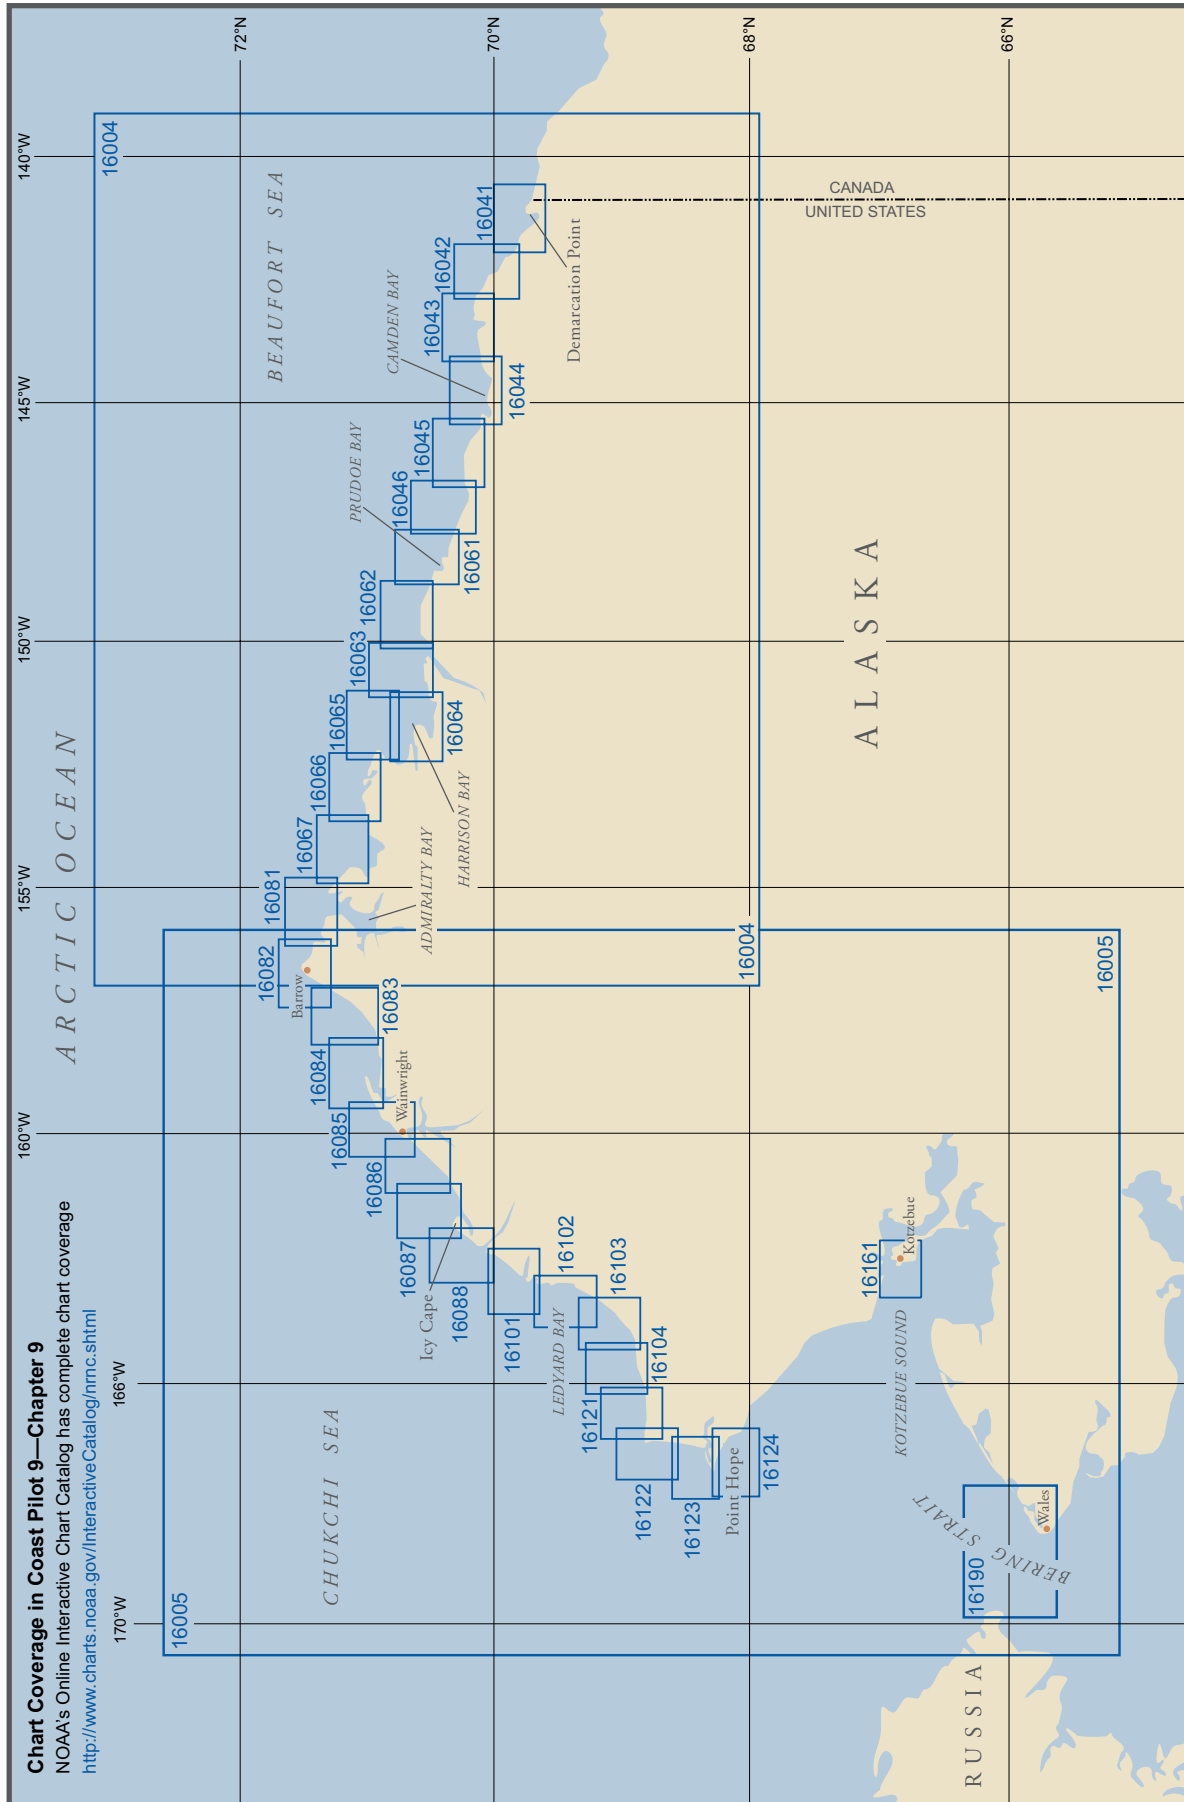 Chart Coverage in Coast Pilot 9—Chapter 9
NOAA's Online Interactive Chart Catalog has complete chart coverage
http://www.charts.noaa.gov/InteractiveCatalog/nrnc.shtml
170°W
166°W
160°W
155°W
150°W
145°W
140°W
72°N
70°N
68°N
66°N
ARCTIC OCEAN
BEAUFORT SEA
CHUKCHI SEA
16005
16004
16082
16081
Barrow
16067
16066
16065
16063
16062
16064
16061
16046
16045
16044
16043
16042
16041
PRUDOE BAY
CAMDEN BAY
Demarcation Point
HARRISON BAY
ADMIRALTY BAY
16083
16084
Wainwright
16085
16086
16087
Icy Cape
16088
16101
16102
LEDYARD BAY
16103
16104
16121
16122
16123
Point Hope
16124
16004
CANADA
UNITED STATES
ALASKA
16161
Kotzebue
KOTZEBUE SOUND
BERING STRAIT
16190
Wales
RUSSIA
16005